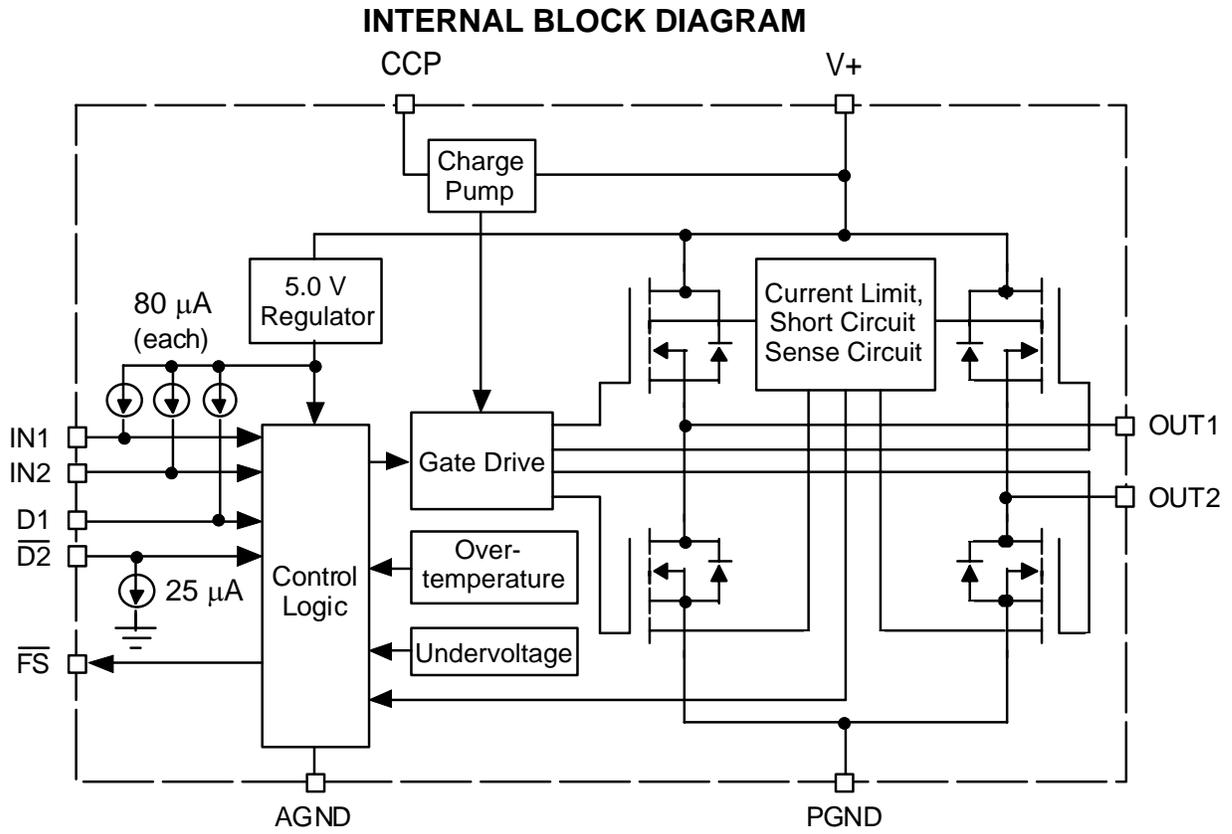 INTERNAL BLOCK DIAGRAM
CCP
V+
Charge
Pump
5.0 V
Regulator
80 μA
(each)
Current Limit,
Short Circuit
Sense Circuit
IN1
IN2
D1
D2
FS
Gate Drive
OUT1
OUT2
Control
Logic
Over-
temperature
25 μA
Undervoltage
AGND
PGND